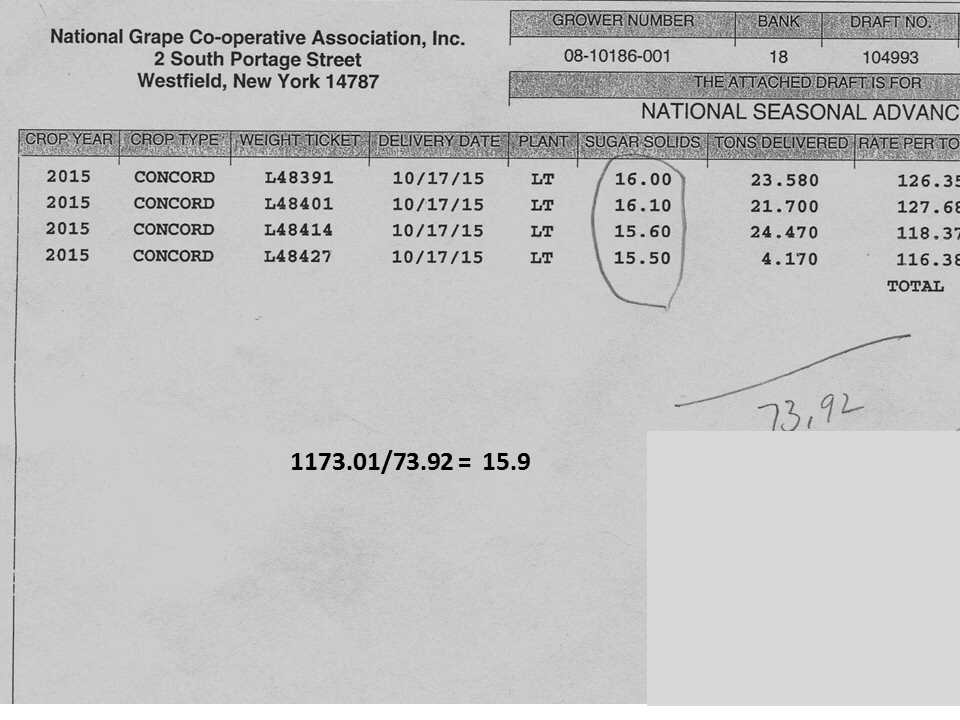 National Grape Co-operative Association, Inc.
2 South Portage Street
Westfield, New York 14787
GROWER NUMBER BANK DRAFT NO.
08-10186-001 18 104993
THE ATTACHED DRAFT IS FOR
NATIONAL SEASONAL ADVANC
CROP YEAR CROP TYPE WEIGHT TICKET DELIVERY DATE PLANT SUGAR SOLIDS TONS DELIVERED RATE PER TO
2015 CONCORD L48391 10/17/15 LT 16.00 23.580 126.35
2015 CONCORD L48401 10/17/15 LT 16.10 21.700 127.68
2015 CONCORD L48414 10/17/15 LT 15.60 24.470 118.37
2015 CONCORD L48427 10/17/15 LT 15.50 4.170 116.38
TOTAL
73,92
1173.01/73.92 = 15.9